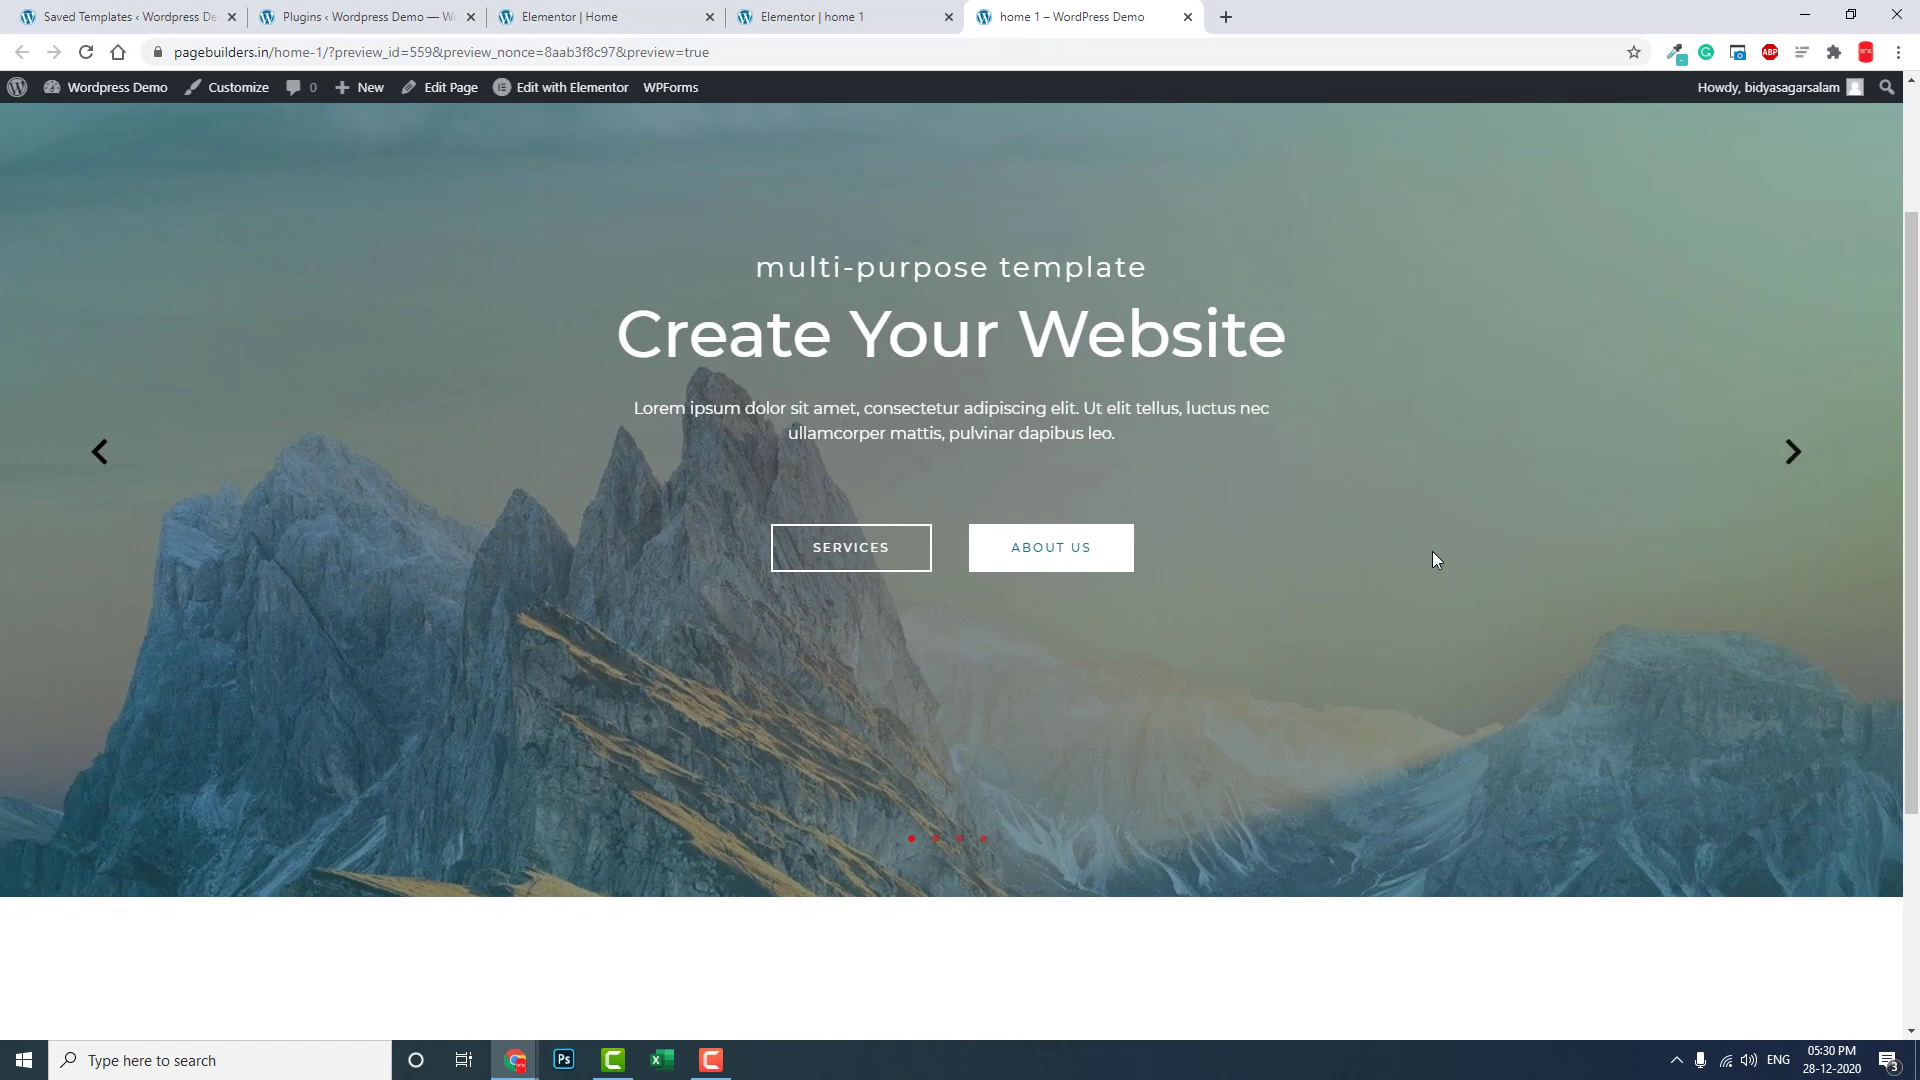 Saved Templates ‹ Wordpress De
Plugins ‹ Wordpress Demo — Wo
Elementor | Home
Elementor | home 1
home 1 – WordPress Demo
pagebuilders.in/home-1/?preview_id=559&preview_nonce=8aab3f8c97&preview=true
ABP
Wordpress Demo
Customize
0
New
Edit Page
Edit with Elementor
WPForms
Howdy, bidyasagarsalam
multi-purpose template
Create Your Website
Lorem ipsum dolor sit amet, consectetur adipiscing elit. Ut elit tellus, luctus nec
ullamcorper mattis, pulvinar dapibus leo.
SERVICES
ABOUT US
Type here to search
Ps
ENG
05:30 PM
28-12-2020
3